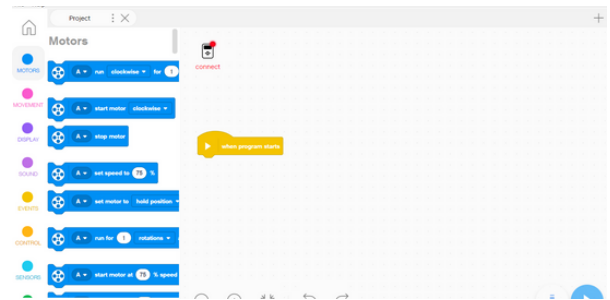 Project
Motors
connect
MOTORS
A run clockwise for 1
MOVEMENT
A start motor clockwise
DISPLAY
A stop motor
when program starts
SOUND
A set speed to 75 %
EVENTS
A set motor to hold position
CONTROL
A run for 1 rotations
SENSORS
A start motor at 75 % speed